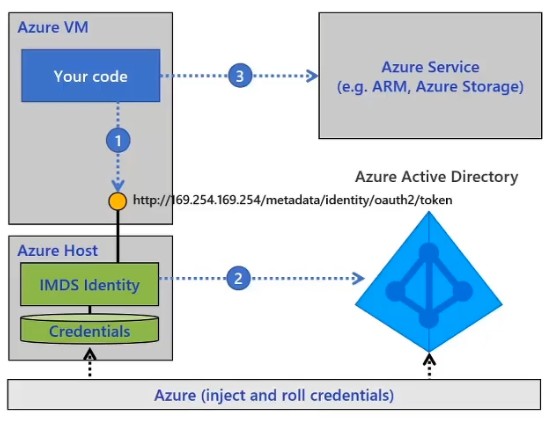 Azure VM
Your code
1
3
Azure Service
(e.g. ARM, Azure Storage)
Azure Active Directory
http://169.254.169.254/metadata/identity/oauth2/token
Azure Host
IMDS Identity
2
Credentials
Azure (inject and roll credentials)